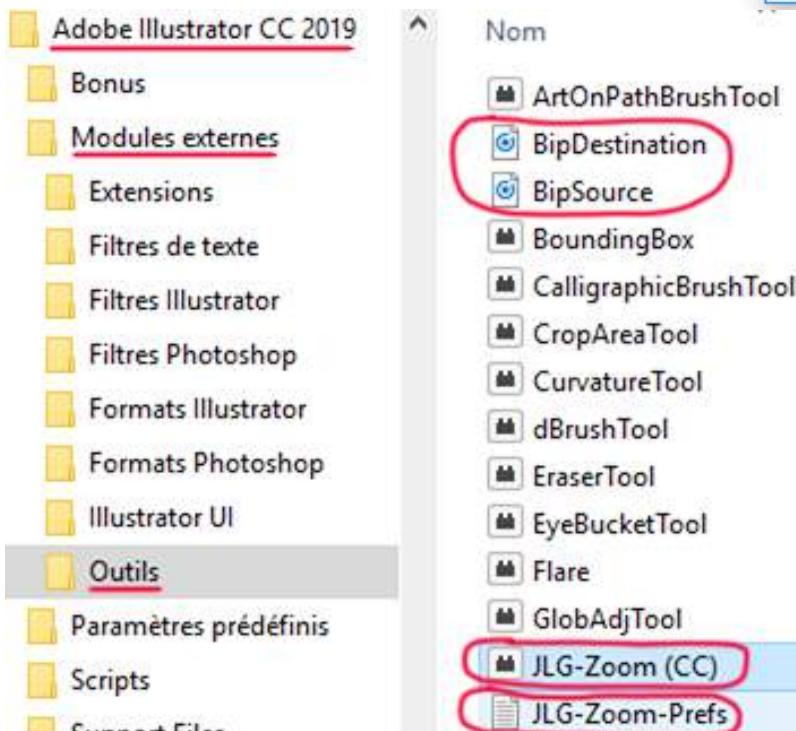 Adobe Illustrator CC 2019
Bonus
Modules externes
Extensions
Filtres de texte
Filtres Illustrator
Filtres Photoshop
Formats Illustrator
Formats Photoshop
Illustrator UI
Outils
Paramètres prédéfinis
Scripts
Support Files
Nom
ArtOnPathBrushTool
BipDestination
BipSource
BoundingBox
CalligraphicBrushTool
CropAreaTool
CurvatureTool
dBrushTool
EraserTool
EyeBucketTool
Flare
GlobAdjTool
JLG-Zoom (CC)
JLG-Zoom-Prefs